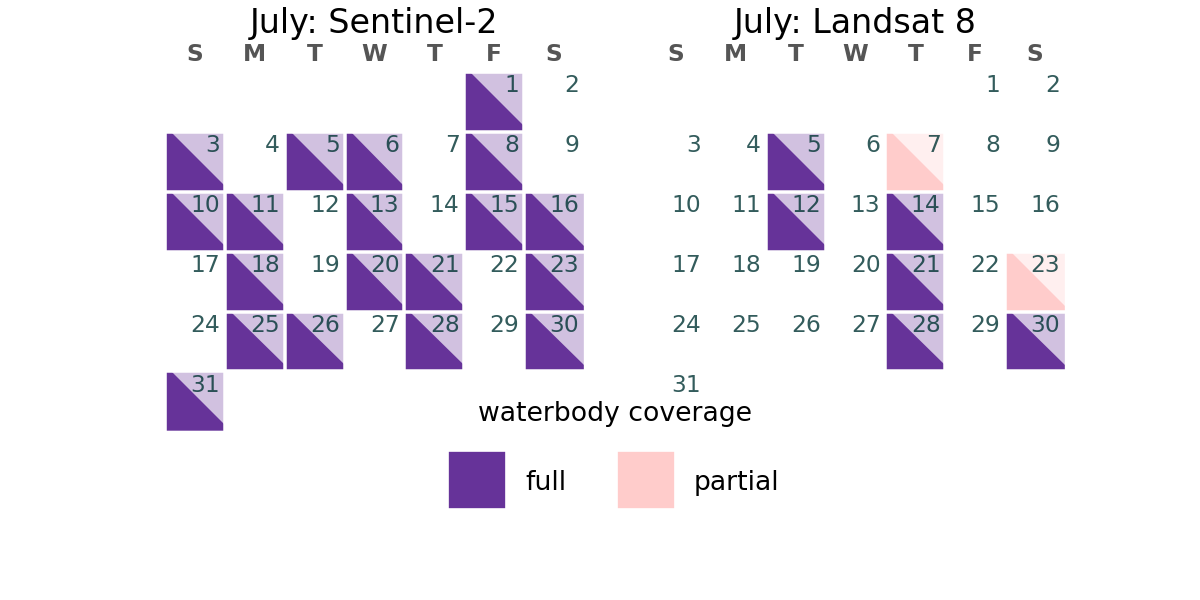 July: Sentinel-2
S M T W T F S
1 2
3 4 5 6 7 8 9
10 11 12 13 14 15 16
17 18 19 20 21 22 23
24 25 26 27 28 29 30
31
July: Landsat 8
S M T W T F S
1 2
3 4 5 6 7 8 9
10 11 12 13 14 15 16
17 18 19 20 21 22 23
24 25 26 27 28 29 30
31
waterbody coverage
full
partial